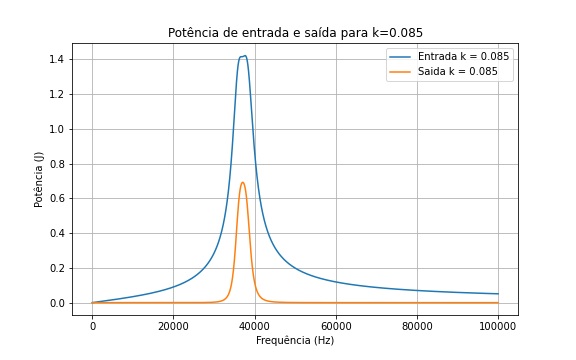 Potência de entrada e saída para k=0.085
Entrada k = 0.085
Saida k = 0.085
Potência (J)
1.4
1.2
1.0
0.8
0.6
0.4
0.2
0.0
0 20000 40000 60000 80000 100000
Frequência (Hz)